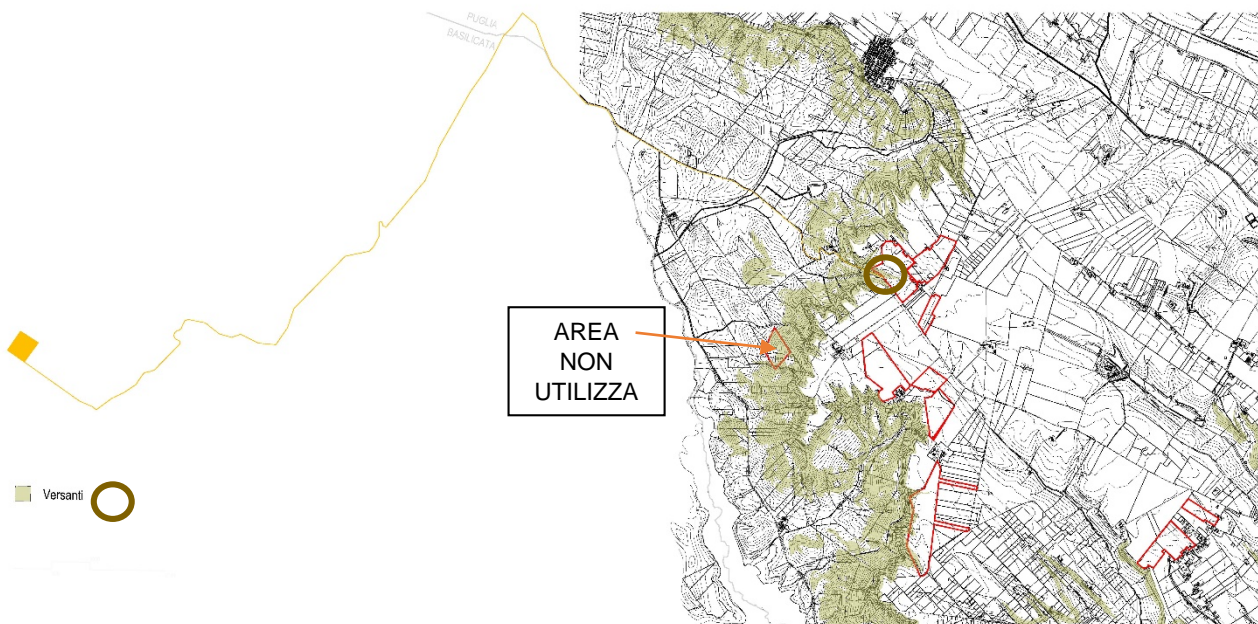 PUGLIA
BASILICATA
AREA
NON
UTILIZZA
Versanti